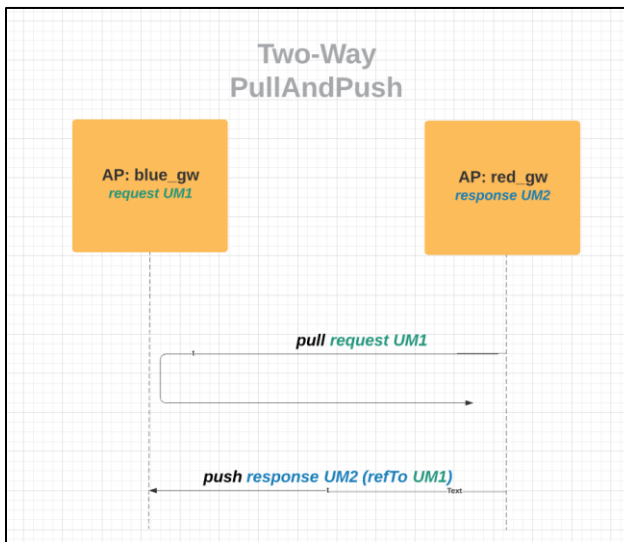 Two-Way
PullAndPush
AP: blue_gw
request UM1
AP: red_gw
response UM2
pull request UM1
t
push response UM2 (refTo UM1)
t
Text